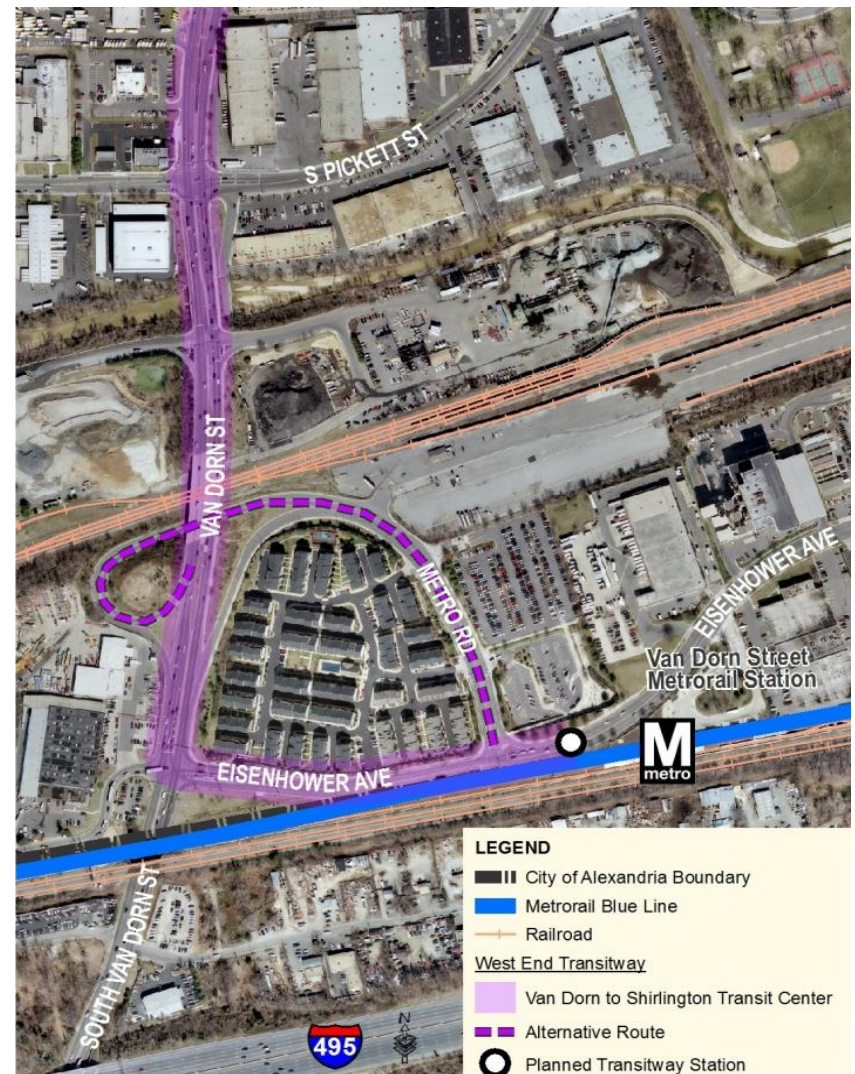 S PICKETT ST
VAN DORN ST
METRO RD
EISENHOWER AVE
Van Dorn Street
Metrorail Station
M
metro
EISENHOWER AVE
SOUTH VAN DORN ST
495
N
LEGEND
City of Alexandria Boundary
Metrorail Blue Line
Railroad
West End Transitway
Van Dorn to Shirlington Transit Center
Alternative Route
Planned Transitway Station